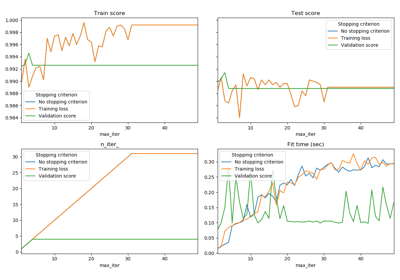 Train score
1.000
0.998
0.996
0.994
0.992
0.990
0.988
0.986
0.984
Stopping criterion
No stopping criterion
Training loss
Validation score
10
20
30
40
max_iter
Test score
Stopping criterion
No stopping criterion
Training loss
Validation score
10
20
30
40
max_iter
n_iter_
30
25
20
15
10
5
0
Stopping criterion
No stopping criterion
Training loss
Validation score
10
20
30
40
max_iter
Fit time (sec)
0.30
0.25
0.20
0.15
0.10
0.05
0.00
Stopping criterion
No stopping criterion
Training loss
Validation score
10
20
30
40
max_iter